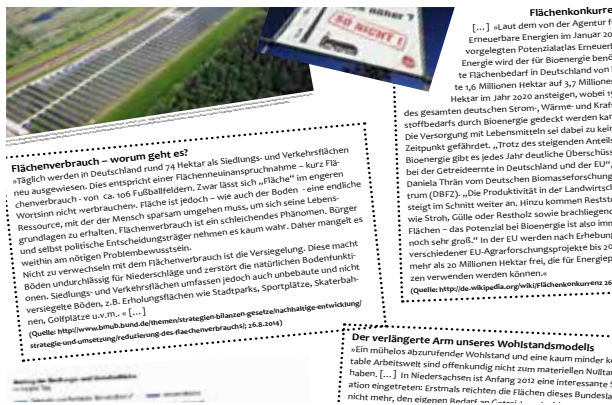 SO NICHT !
Flächenverbrauch – worum geht es?
»Täglich werden in Deutschland rund 74 Hektar als Siedlungs- und Verkehrsflächen
neu ausgewiesen. Dies entspricht einer Flächenneuinanspruchnahme – kurz Flä-
chenverbrauch - von ca. 106 Fußballfeldern. Zwar lässt sich „Fläche“ im engeren
Wortsinn nicht »verbrauchen«. Fläche ist jedoch – wie auch der Boden - eine endliche
Ressource, mit der der Mensch sparsam umgehen muss, um sich seine Lebens-
grundlagen zu erhalten. Flächenverbrauch ist ein schleichendes Phänomen, Bürger
und selbst politische Entscheidungsträger nehmen es kaum wahr. Daher mangelt es
weithin am nötigen Problembewusstsein.
Nicht zu verwechseln mit dem Flächenverbrauch ist die Versiegelung. Diese macht
Böden undurchlässig für Niederschläge und zerstört die natürlichen Bodenfunkti-
onen. Siedlungs- und Verkehrsflächen umfassen jedoch auch unbebaute und nicht
versiegelte Böden, z.B. Erholungsflächen wie Stadtparks, Sportplätze, Skaterbah-
nen, Golfplätze u.v.m.. « […]
(Quelle: http://www.bmub.bund.de/themen/strategien-bilanzen-gesetze/nachhaltige-entwicklung/
strategie-und-umsetzung/reduzierung-des-flaechenverbrauchs/; 26.8.2014)
Flächenkonkurre
[…] »Laut dem von der Agentur f
Erneuerbare Energien im Januar 20
vorgelegten Potenzialatlas Erneuerb
Energie wird der für Bioenergie benö
te Flächenbedarf in Deutschland von
te 1,6 Millionen Hektar auf 3,7 Millionen
Hektar im Jahr 2020 ansteigen, wobei 15
des gesamten deutschen Strom-, Wärme- und Kraf
stoffbedarfs durch Bioenergie gedeckt werden kan
Die Versorgung mit Lebensmitteln sei dabei zu kein
Zeitpunkt gefährdet. „Trotz des steigenden Anteils
Bioenergie gibt es jedes Jahr deutliche Überschüss
bei der Getreideernte in Deutschland und der EU“,
Daniela Thrän vom Deutschen Biomasseforschung
trum (DBFZ). „Die Produktivität in der Landwirtsch
steigt im Schnitt weiter an. Hinzu kommen Restst
wie Stroh, Gülle oder Restholz sowie brachliegend
Flächen – das Potenzial bei Bioenergie ist also imm
noch sehr groß.“ In der EU werden nach Erhebung
verschiedener EU-Agrarforschungsprojekte bis 20
mehr als 20 Millionen Hektar frei, die für Energiep
zen verwendet werden können.«
(Quelle: http://de.wikipedia.org/wiki/Flächenkonkurrenz 26
Der verlängerte Arm unseres Wohlstandsmodells
»Ein mühelos abzurufender Wohlstand und eine kaum minder k
table Arbeitswelt sind offenkundig nicht zum materiellen Nulltar
haben. […] In Niedersachsen ist Anfang 2012 eine interessante S
ation eingetreten: Erstmals reichten die Flächen dieses Bundesla
nicht mehr, den eigenen Bedarf an